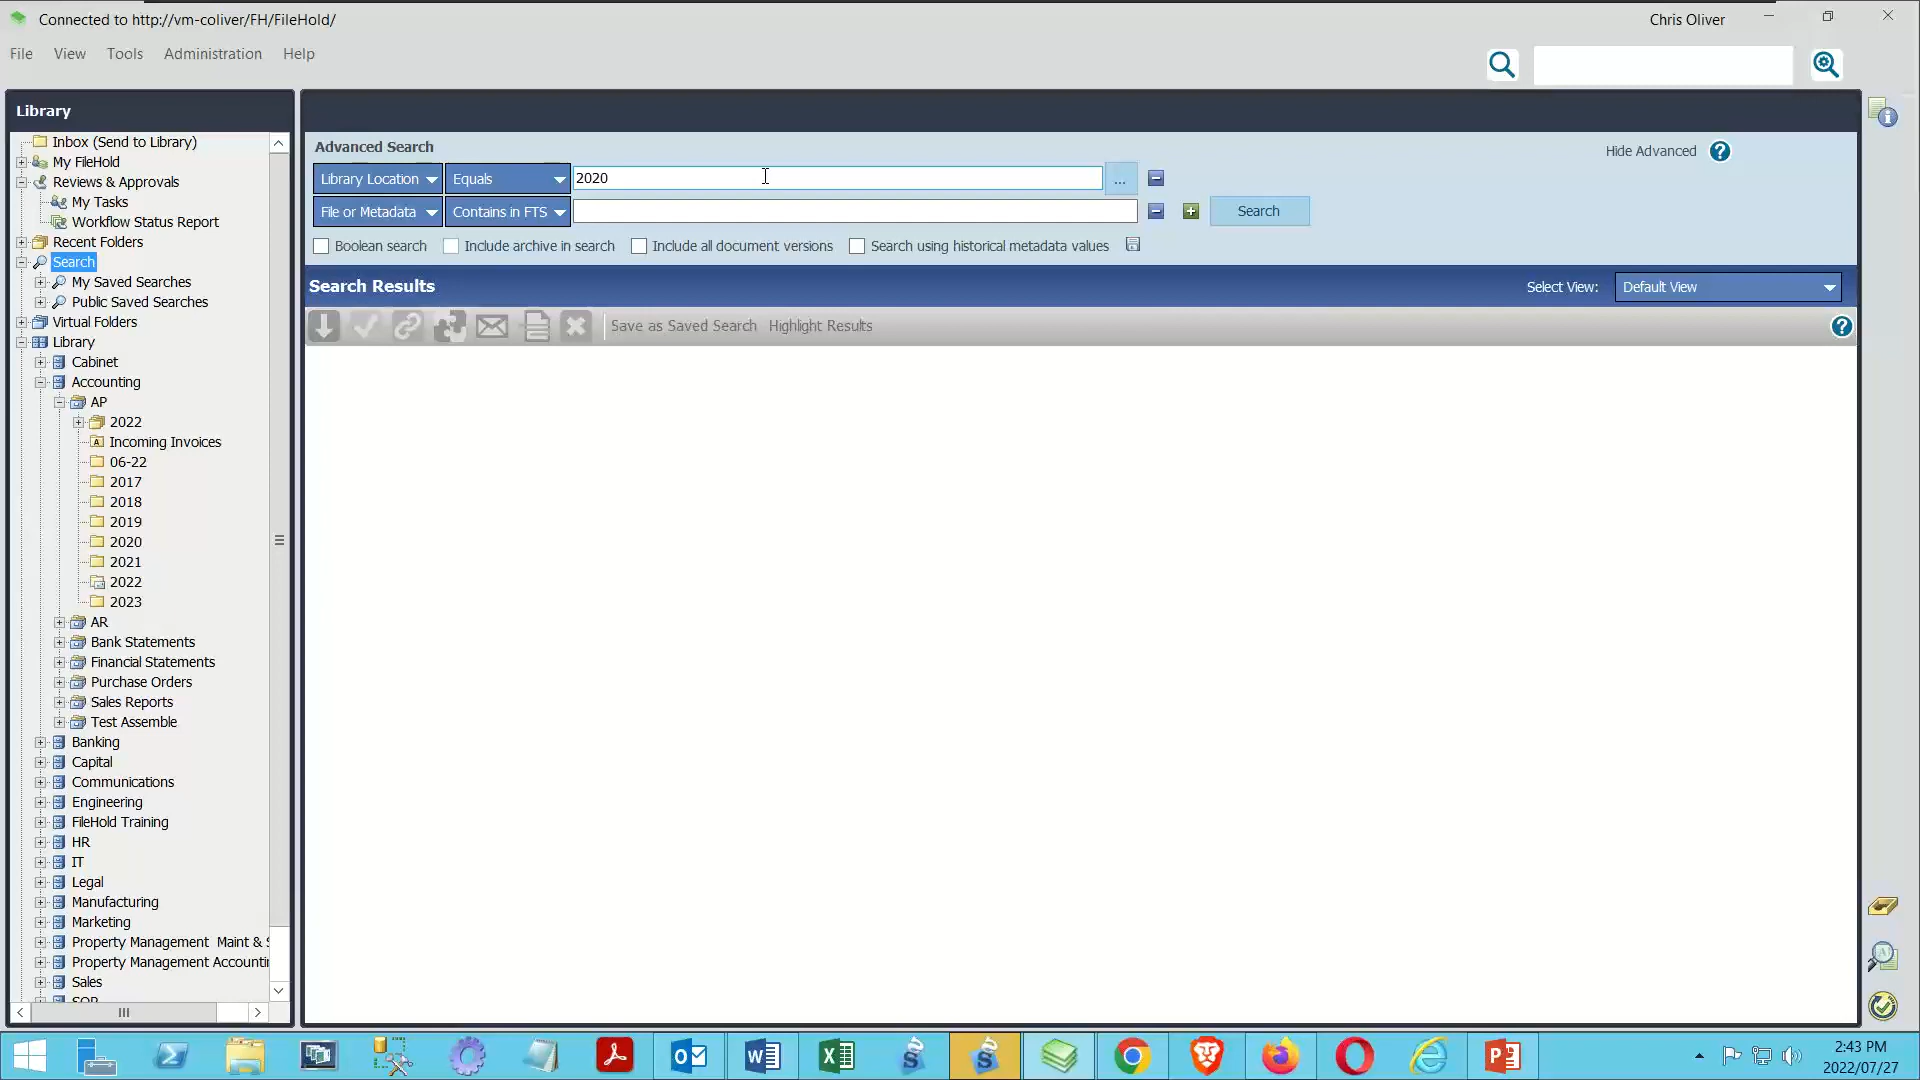 Connected to http://vm-coliver/FH/FileHold/
Chris Oliver
File View Tools Administration Help
Library
Inbox (Send to Library)
My FileHold
Reviews & Approvals
My Tasks
Workflow Status Report
Recent Folders
Search
My Saved Searches
Public Saved Searches
Virtual Folders
Library
Cabinet
Accounting
AP
2022
Incoming Invoices
06-22
2017
2018
2019
2020
2021
2022
2023
AR
Bank Statements
Financial Statements
Purchase Orders
Sales Reports
Test Assemble
Banking
Capital
Communications
Engineering
FileHold Training
HR
IT
Legal
Manufacturing
Marketing
Property Management Maint & S
Property Management Accountin
Sales
SOP
Advanced Search
Hide Advanced
Library Location Equals 2020 ...
File or Metadata Contains in FTS Search
Boolean search Include archive in search Include all document versions Search using historical metadata values
Search Results
Select View: Default View
Save as Saved Search Highlight Results
2:43 PM
2022/07/27